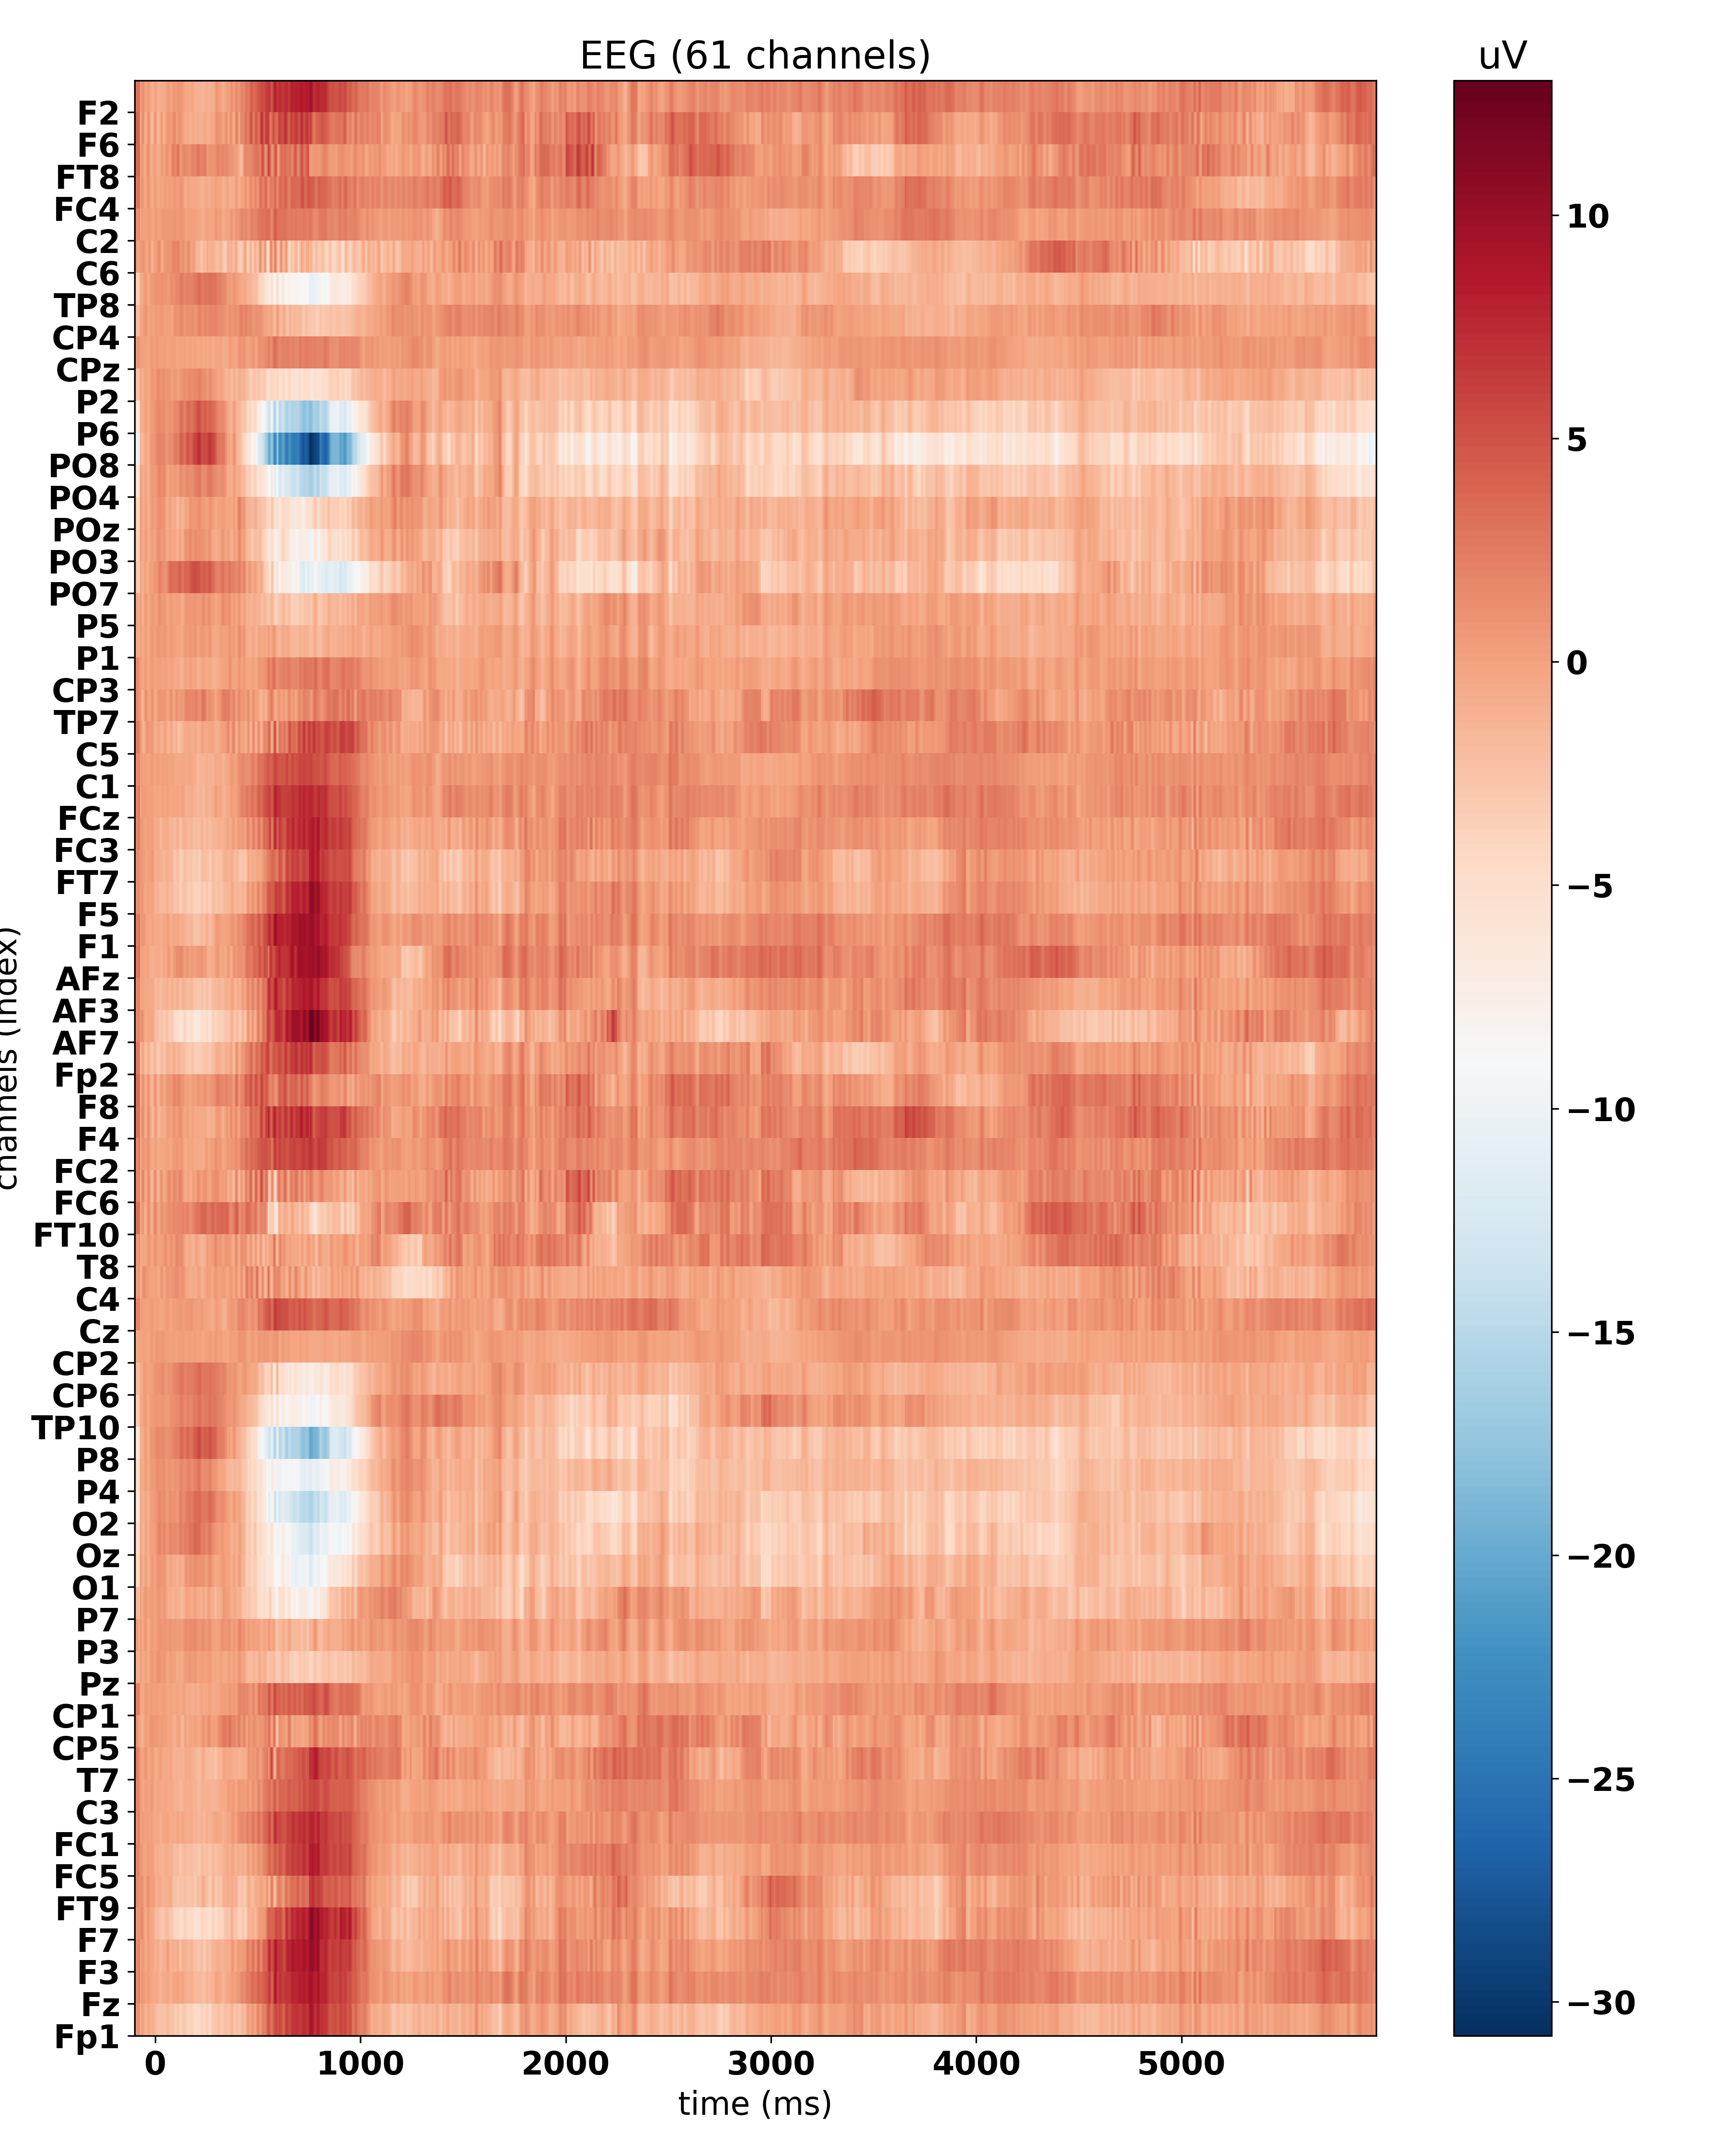 EEG (61 channels)
uV
F2
F6
FT8
FC4
C2
C6
TP8
CP4
CPz
P2
P6
PO8
PO4
POz
PO3
PO7
P5
P1
CP3
TP7
C5
C1
FCz
FC3
FT7
F5
F1
AFz
AF3
AF7
Fp2
F8
F4
FC2
FC6
FT10
T8
C4
Cz
CP2
CP6
TP10
P8
P4
O2
Oz
O1
P7
P3
Pz
CP1
CP5
T7
C3
FC1
FC5
FT9
F7
F3
Fz
Fp1
channels (index)
0 1000 2000 3000 4000 5000
time (ms)
10
5
0
−5
−10
−15
−20
−25
−30